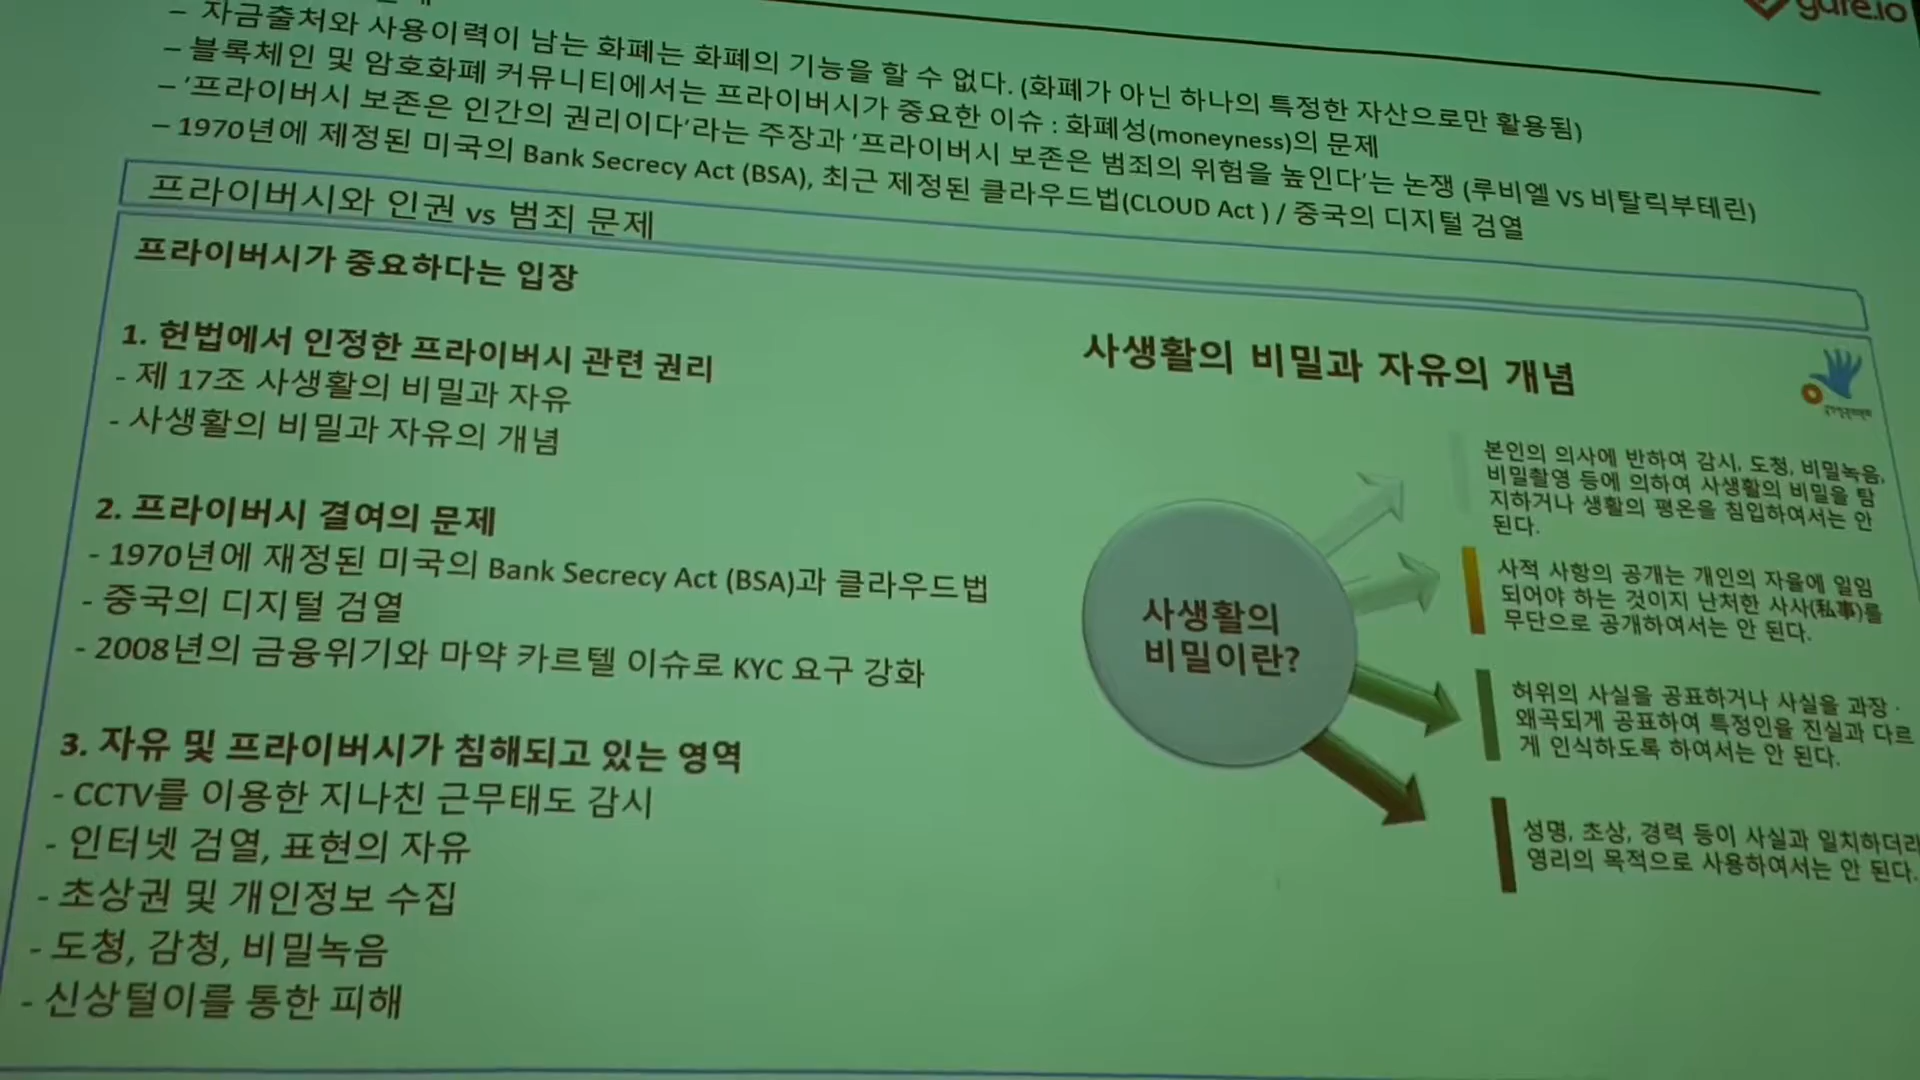 gate.io
- 자금출처와 사용이력이 남는 화폐는 화폐의 기능을 할 수 없다. (화폐가 아닌 하나의 특정한 자산으로만 활용됨)
- 블록체인 및 암호화폐 커뮤니티에서는 프라이버시가 중요한 이슈 : 화폐성(moneyness)의 문제
- '프라이버시 보존은 인간의 권리이다'라는 주장과 '프라이버시 보존은 범죄의 위험을 높인다'는 논쟁 (루비엘 VS 비탈릭부테린)
- 1970년에 제정된 미국의 Bank Secrecy Act (BSA), 최근 제정된 클라우드법(CLOUD Act ) / 중국의 디지털 검열
프라이버시와 인권 vs 범죄 문제
프라이버시가 중요하다는 입장
1. 헌법에서 인정한 프라이버시 관련 권리
- 제 17조 사생활의 비밀과 자유
- 사생활의 비밀과 자유의 개념
2. 프라이버시 결여의 문제
- 1970년에 재정된 미국의 Bank Secrecy Act (BSA)과 클라우드법
- 중국의 디지털 검열
- 2008년의 금융위기와 마약 카르텔 이슈로 KYC 요구 강화
3. 자유 및 프라이버시가 침해되고 있는 영역
- CCTV를 이용한 지나친 근무태도 감시
- 인터넷 검열, 표현의 자유
- 초상권 및 개인정보 수집
- 도청, 감청, 비밀녹음
- 신상털이를 통한 피해
사생활의 비밀과 자유의 개념
국가인권위원회
사생활의
비밀이란?
본인의 의사에 반하여 감시, 도청, 비밀녹음,
비밀촬영 등에 의하여 사생활의 비밀을 탐
지하거나 생활의 평온을 침입하여서는 안
된다.
사적 사항의 공개는 개인의 자율에 일임
되어야 하는 것이지 난처한 사사(私事)를
무단으로 공개하여서는 안 된다.
허위의 사실을 공표하거나 사실을 과장 ·
왜곡되게 공표하여 특정인을 진실과 다르
게 인식하도록 하여서는 안 된다.
성명, 초상, 경력 등이 사실과 일치하더라
영리의 목적으로 사용하여서는 안 된다.